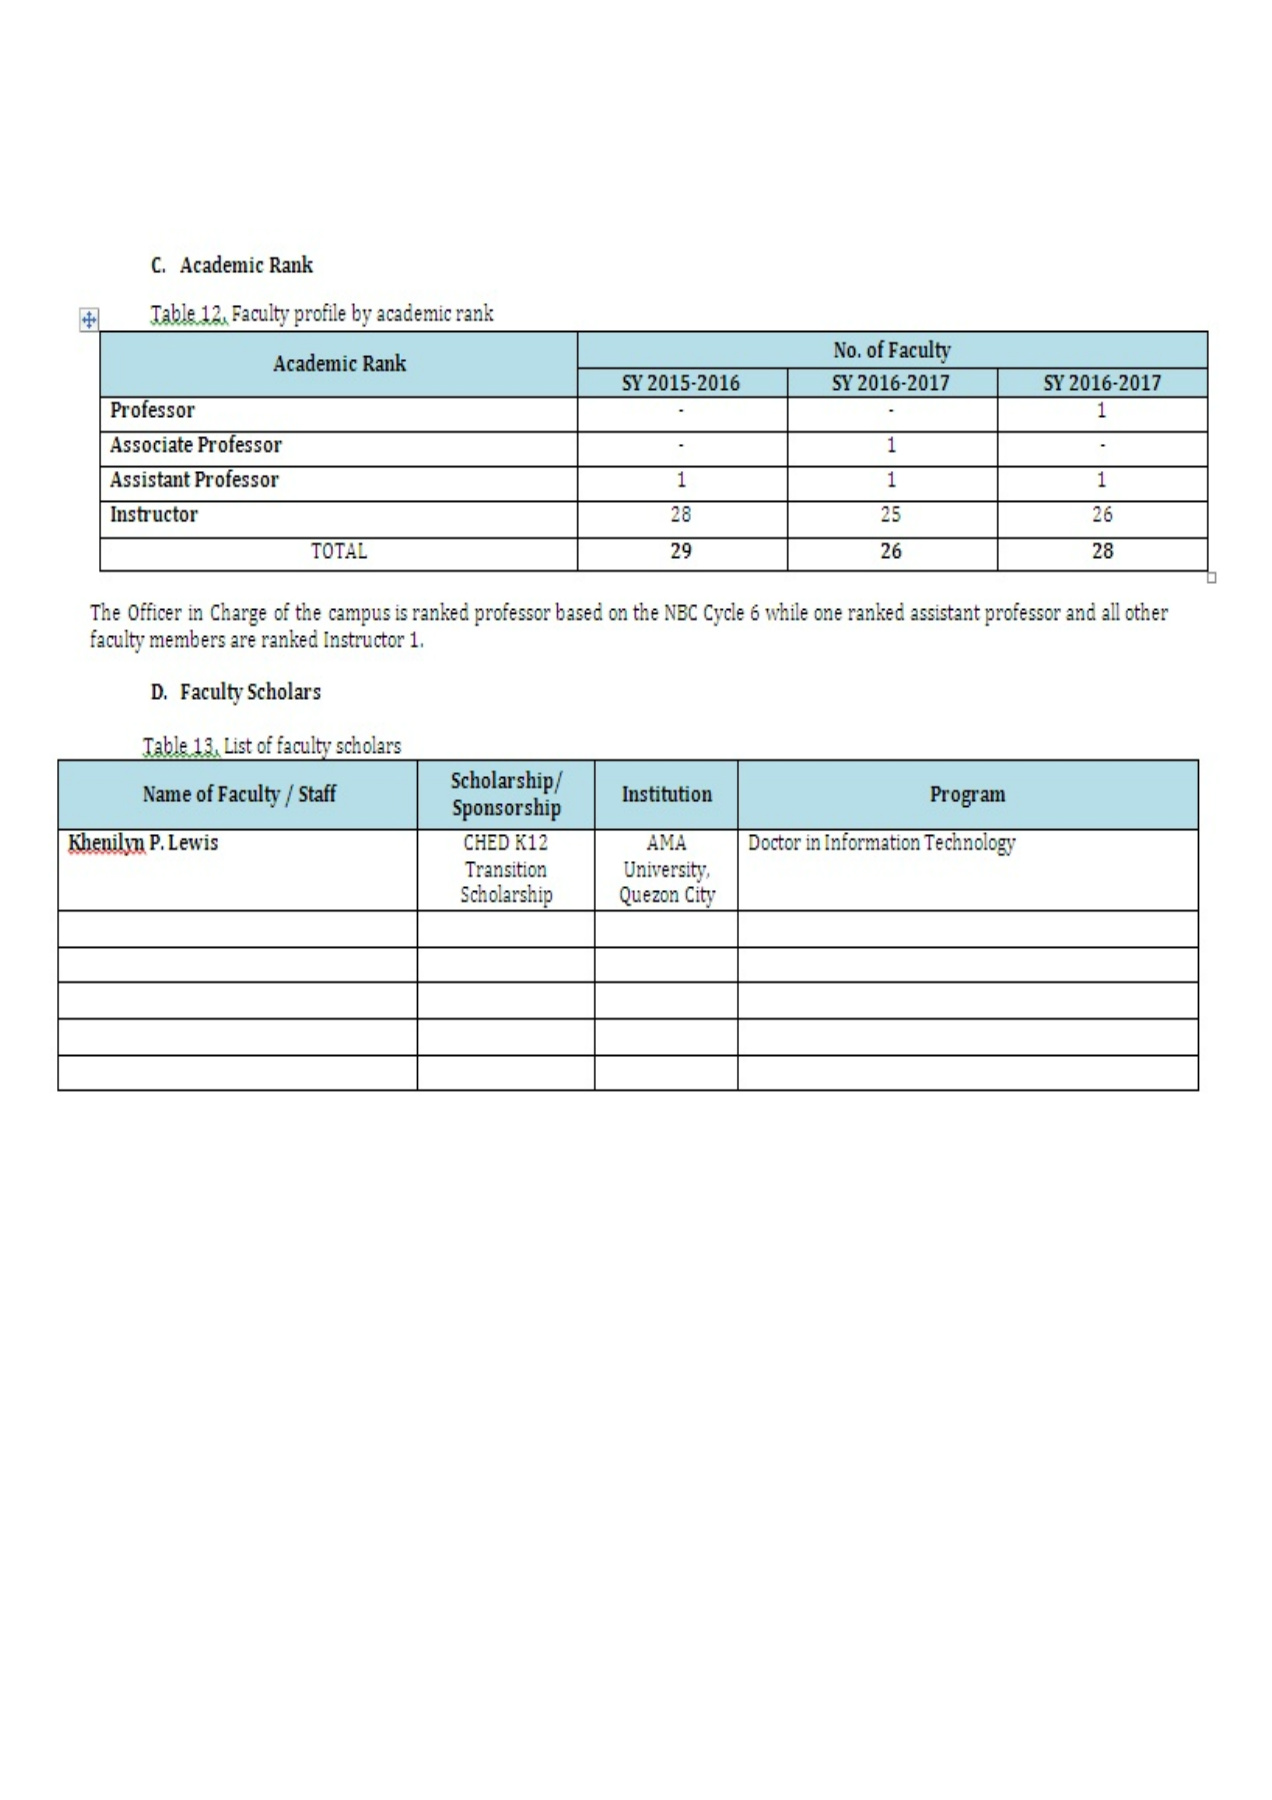 C. Academic Rank
Table 12. Faculty profile by academic rank
Academic Rank No. of Faculty
SY 2015-2016 SY 2016-2017 SY 2016-2017
Professor - - 1
Associate Professor - 1 -
Assistant Professor 1 1 1
Instructor 28 25 26
TOTAL 29 26 28
The Officer in Charge of the campus is ranked professor based on the NBC Cycle 6 while one ranked assistant professor and all other
faculty members are ranked Instructor 1.
D. Faculty Scholars
Table 13. List of faculty scholars
Name of Faculty / Staff Scholarship/ Institution Program
Sponsorship
Khenilyn P. Lewis CHED K12 AMA Doctor in Information Technology
Transition University,
Scholarship Quezon City